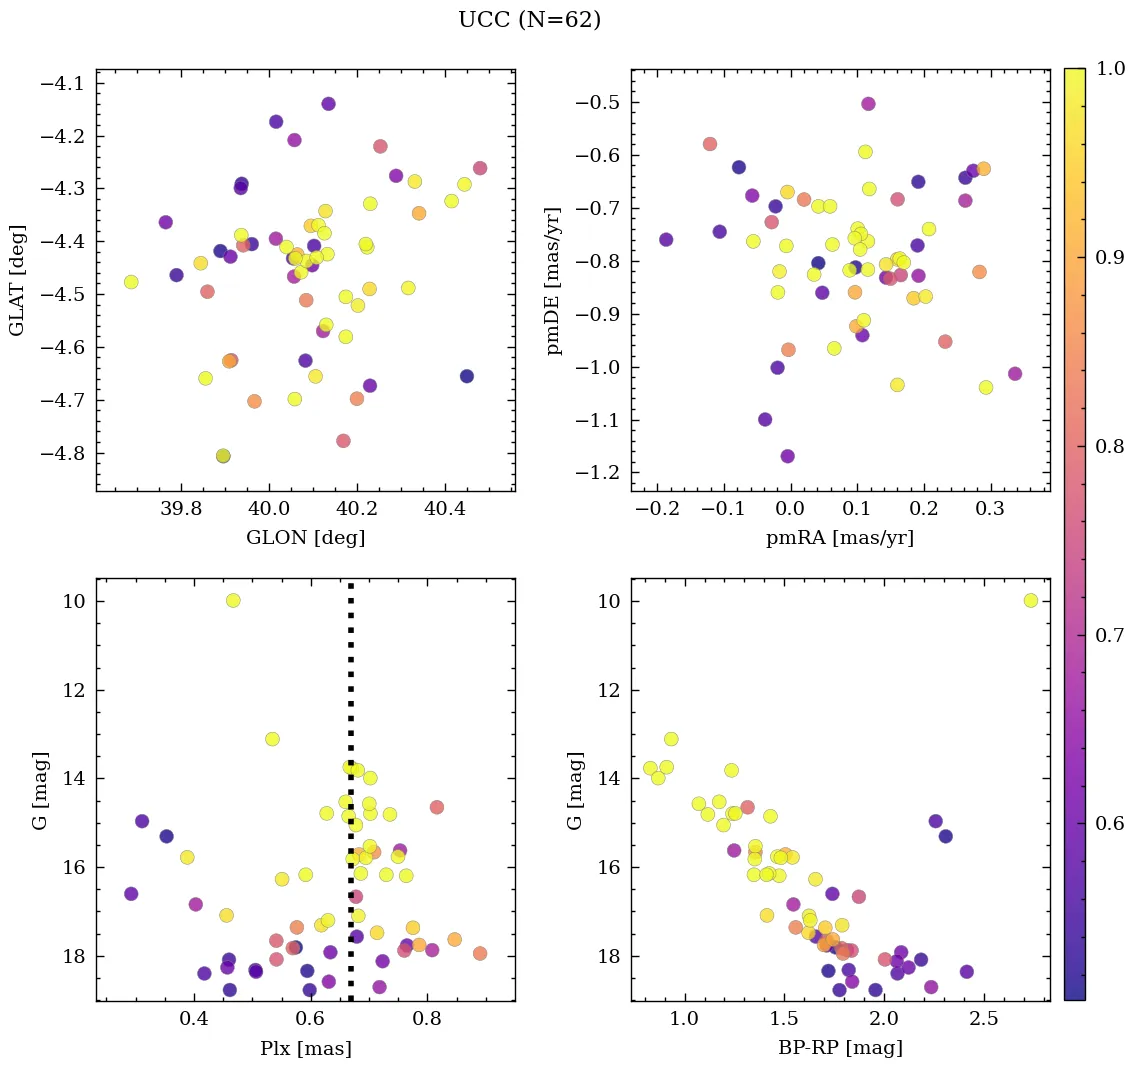 UCC (N=62)
−4.1
−4.2
−4.3
−4.4
−4.5
−4.6
−4.7
−4.8
GLAT [deg]
39.8 40.0 40.2 40.4
GLON [deg]
−0.5
−0.6
−0.7
−0.8
−0.9
−1.0
−1.1
−1.2
pmDE [mas/yr]
−0.2 −0.1 0.0 0.1 0.2 0.3
pmRA [mas/yr]
10
12
14
16
18
G [mag]
0.4 0.6 0.8
Plx [mas]
10
12
14
16
18
G [mag]
1.0 1.5 2.0 2.5
BP-RP [mag]
1.0
0.9
0.8
0.7
0.6